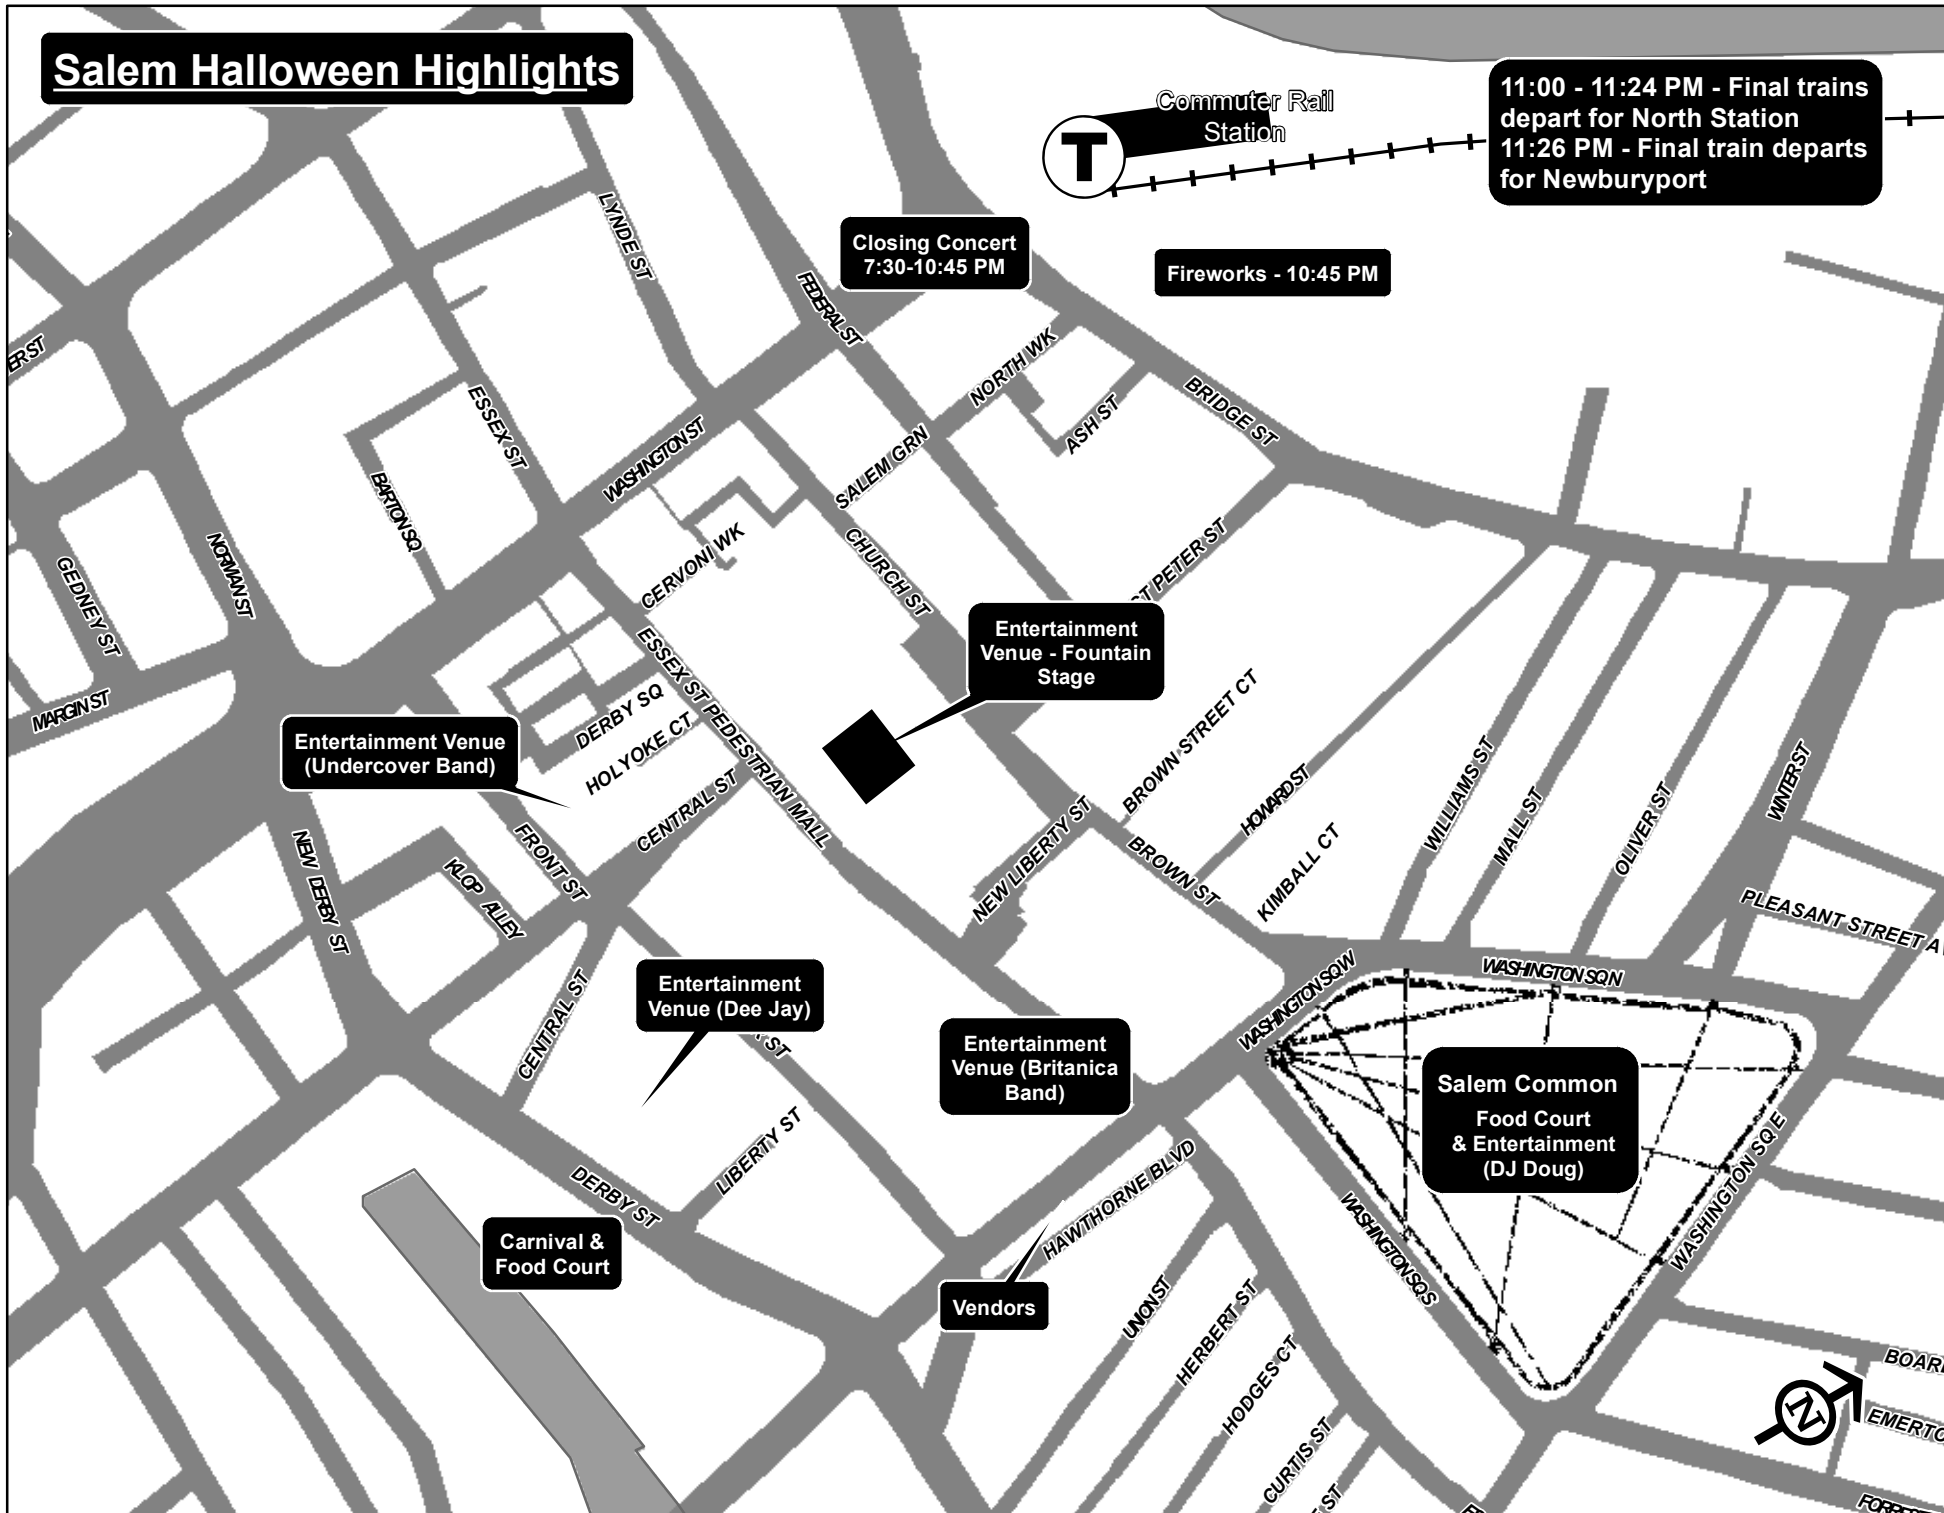 Salem Halloween Highlights
Commuter Rail
Station
T
11:00 - 11:24 PM - Final trains
depart for North Station
11:26 PM - Final train departs
for Newburyport
Closing Concert
7:30-10:45 PM
Fireworks - 10:45 PM
LYNDE ST
FEDERAL ST
NORTH WK
ASH ST
BRIDGE ST
ESSEX ST
WASHINGTON ST
SALEM GRN
BARTON SQ
NORMAN ST
GEDNEY ST
MARGIN ST
CERVONI WK
CHURCH ST
ST PETER ST
Entertainment
Venue - Fountain
Stage
ESSEX ST PEDESTRIAN MALL
DERBY SQ
HOLYOKE CT
CENTRAL ST
Entertainment Venue
(Undercover Band)
BROWN STREET CT
HOWARD ST
KIMBALL CT
WILLIAMS ST
MALL ST
OLIVER ST
WINTER ST
PLEASANT STREET AV
NEW LIBERTY ST
BROWN ST
NEW DERBY ST
KLOP ALLEY
FRONT ST
CENTRAL ST
WASHINGTON SQ W
WASHINGTON SQ N
Entertainment
Venue (Dee Jay)
ST
Entertainment
Venue (Britanica
Band)
Salem Common
Food Court
& Entertainment
(DJ Doug)
WASHINGTON SQ E
WASHINGTON SQ S
LIBERTY ST
DERBY ST
HAWTHORNE BLVD
Carnival &
Food Court
Vendors
UNION ST
HERBERT ST
HODGES CT
CURTIS ST
ST
BOAR
EMERTO
N